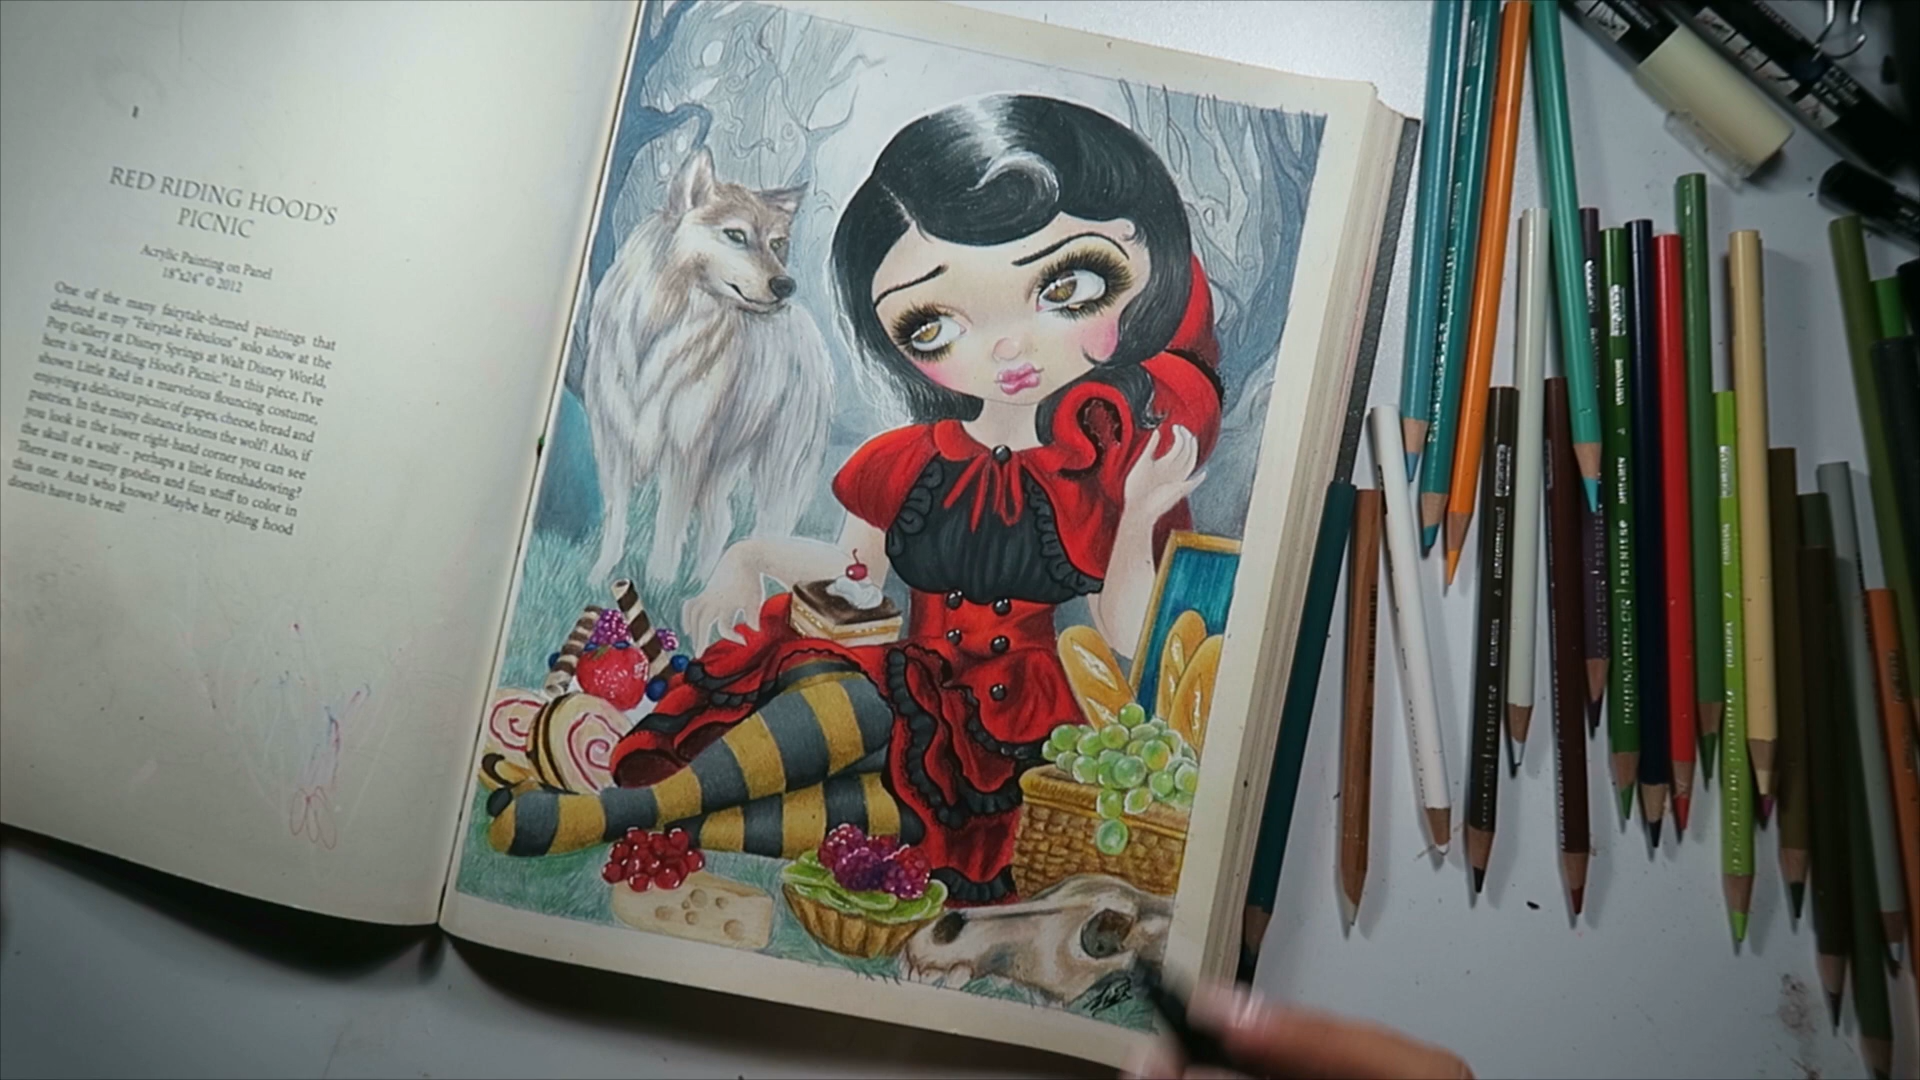 RED RIDING HOOD'S
PICNIC
Acrylic Painting on Panel
18"x24" © 2012
One of the many fairytale-themed paintings that
debuted at my "Fairytale Fabulous" solo show at the
Pop Gallery at Disney Springs at Walt Disney World,
here is "Red Riding Hood's Picnic." In this piece, I've
shown Little Red in a marvelous flouncing costume,
enjoying a delicious picnic of grapes, cheese, bread and
pastries. In the misty distance looms the wolf! Also, if
you look in the lower right-hand corner you can see
the skull of a wolf – perhaps a little foreshadowing?
There are so many goodies and fun stuff to color in
this one. And who knows? Maybe her riding hood
doesn't have to be red!
PRISMACOLOR PREMIER